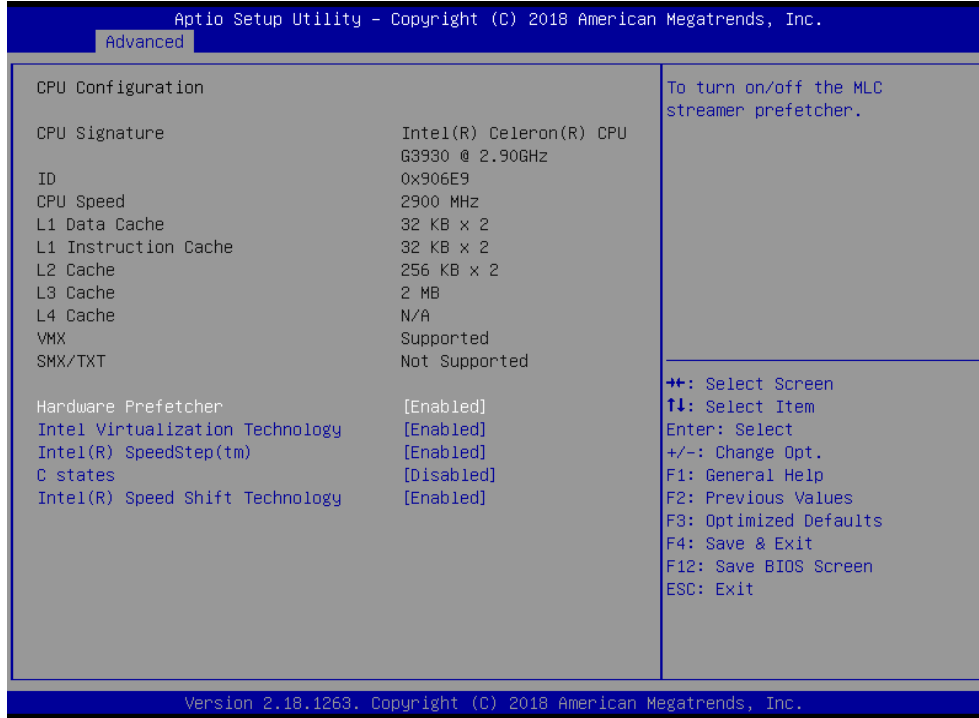 Aptio Setup Utility – Copyright (C) 2018 American Megatrends, Inc.
Advanced
CPU Configuration
CPU Signature Intel(R) Celeron(R) CPU
G3930 @ 2.90GHz
ID 0x906E9
CPU Speed 2900 MHz
L1 Data Cache 32 KB x 2
L1 Instruction Cache 32 KB x 2
L2 Cache 256 KB x 2
L3 Cache 2 MB
L4 Cache N/A
VMX Supported
SMX/TXT Not Supported
Hardware Prefetcher [Enabled]
Intel Virtualization Technology [Enabled]
Intel(R) SpeedStep(tm) [Enabled]
C states [Disabled]
Intel(R) Speed Shift Technology [Enabled]
To turn on/off the MLC
streamer prefetcher.
→←: Select Screen
↑↓: Select Item
Enter: Select
+/-: Change Opt.
F1: General Help
F2: Previous Values
F3: Optimized Defaults
F4: Save & Exit
F12: Save BIOS Screen
ESC: Exit
Version 2.18.1263. Copyright (C) 2018 American Megatrends, Inc.